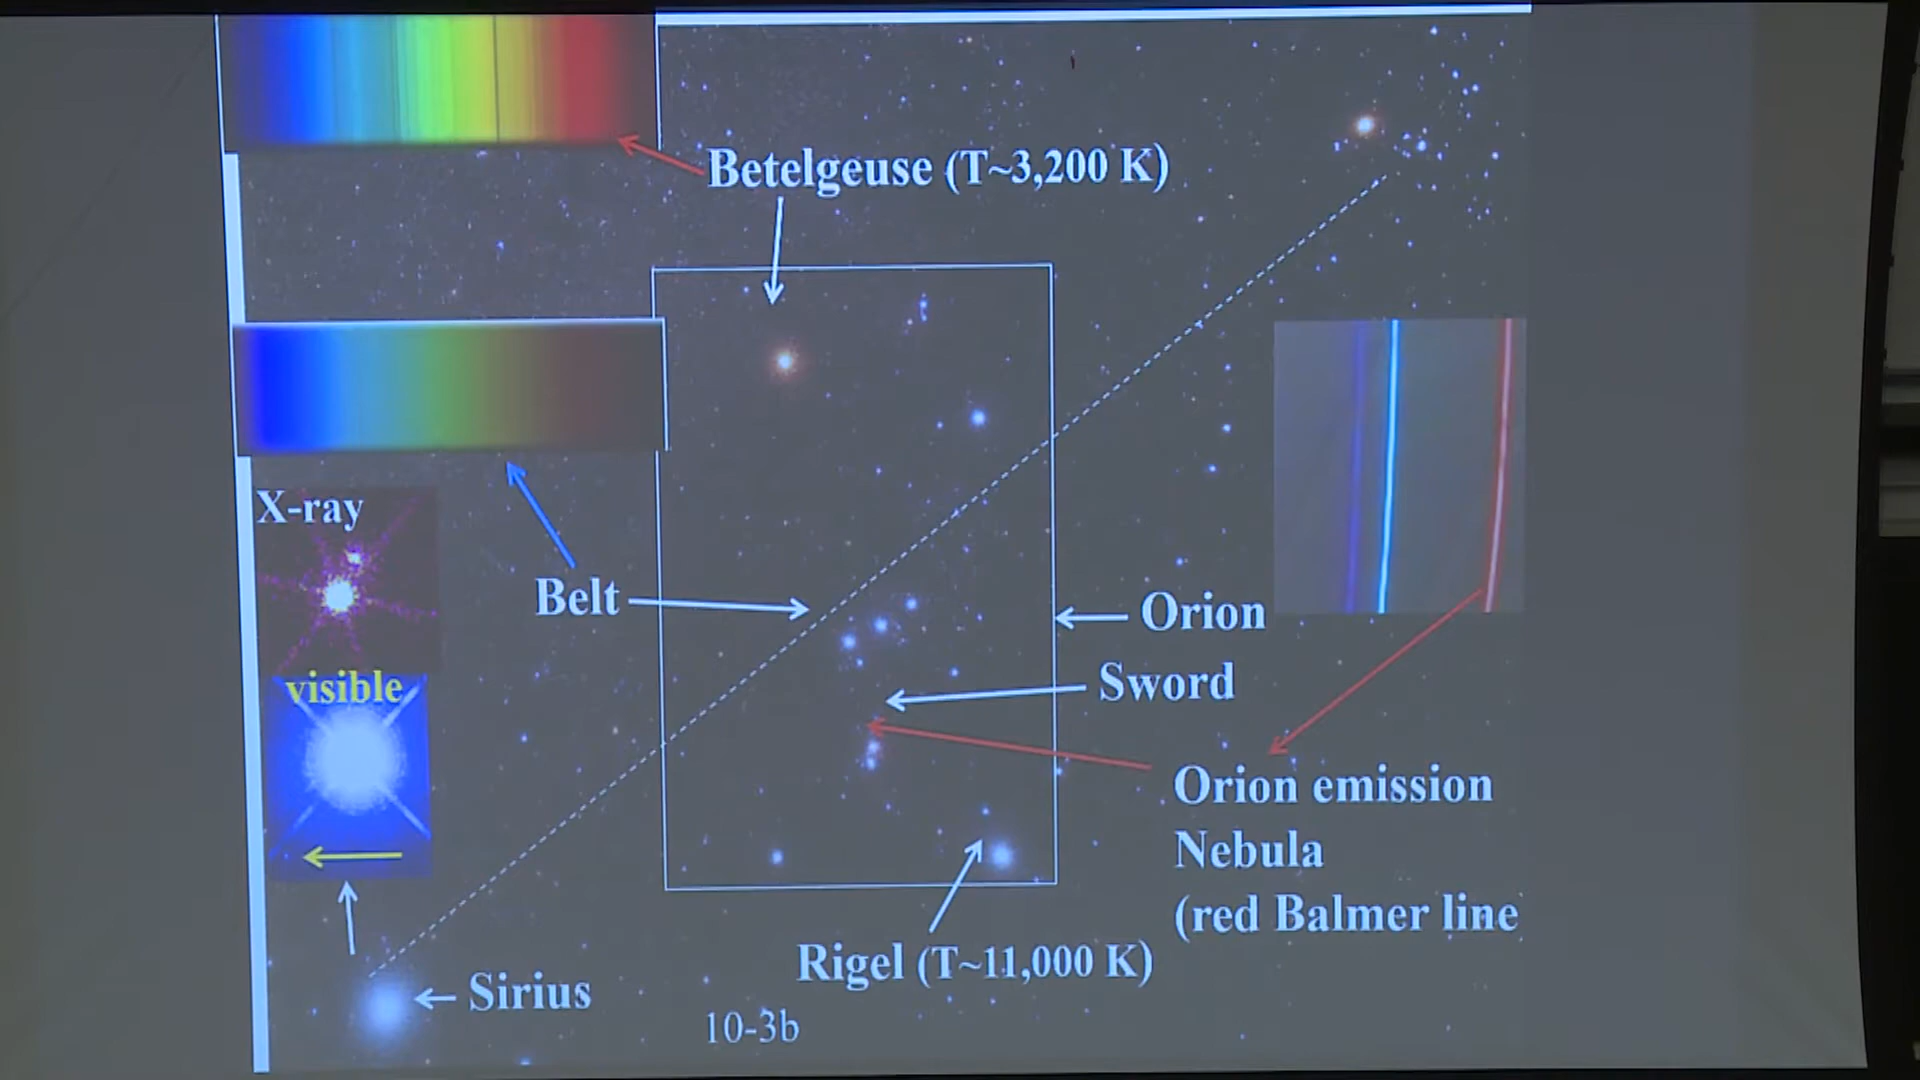 Betelgeuse (T~3,200 K)
X-ray
Belt
Orion
visible
Sword
Orion emission
Nebula
(red Balmer line
Rigel (T~11,000 K)
Sirius
10-3b